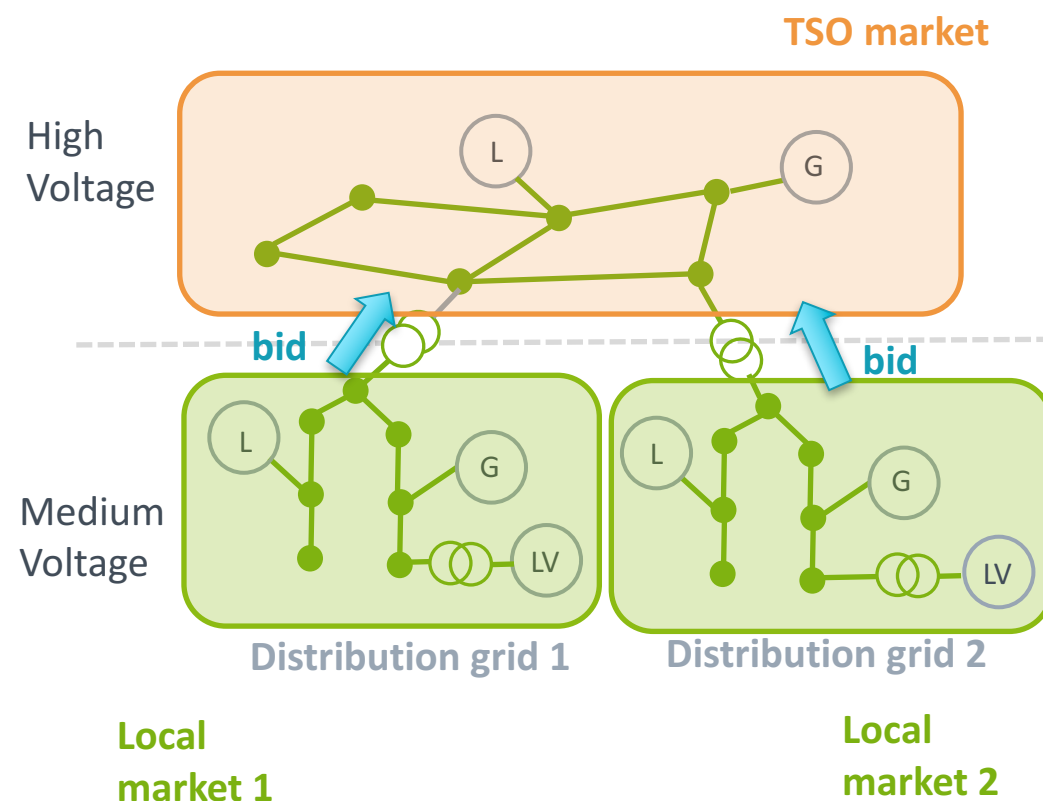 TSO market
High
Voltage
L
G
bid
bid
L
G
LV
L
G
LV
Medium
Voltage
Distribution grid 1
Distribution grid 2
Local
market 1
Local
market 2